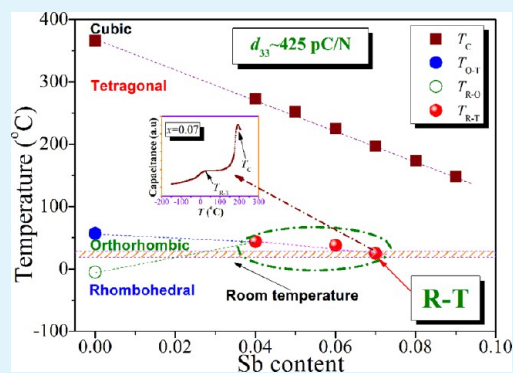 Cubic
d33~425 pC/N
TC
TO-T
TR-O
TR-T
Tetragonal
x=0.07
Capacitance (a.u)
TC
TR-T
-200 -100 0 100 200 300
T (°C)
Orthorhombic
Rhombohedral
Room temperature
R-T
400
300
200
100
0
-100
Temperature (°C)
0.00 0.02 0.04 0.06 0.08 0.10
Sb content